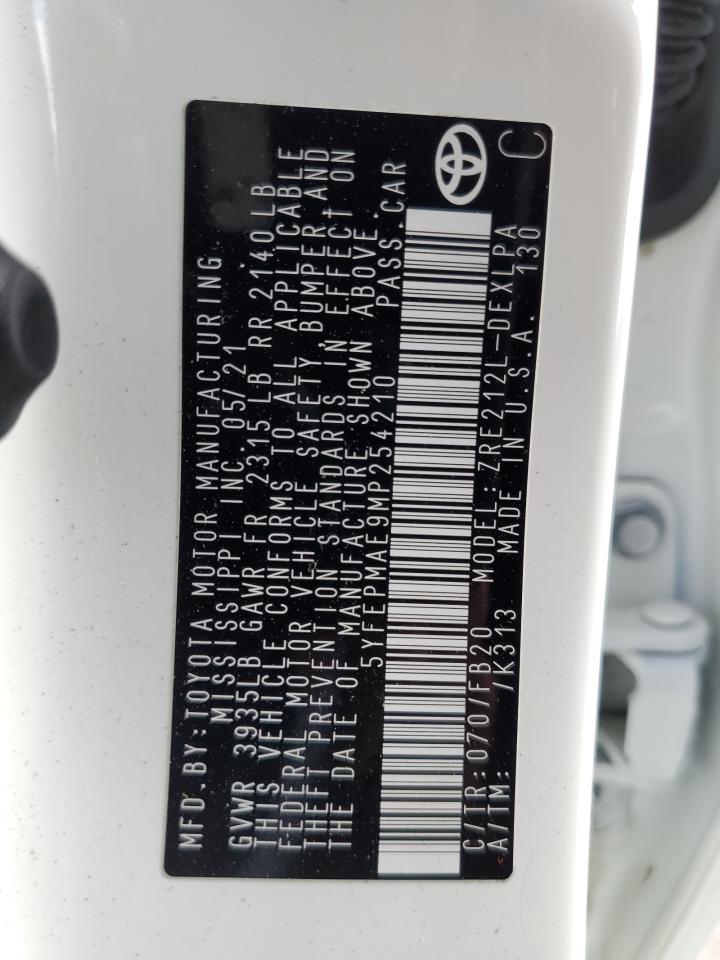 MFD.BY:TOYOTA MOTOR MANUFACTURING
MISSISSIPPI INC.05/21
GVWR 3935LB GAWR FR 2315LB RR 2140LB
THIS VEHICLE CONFORMS TO ALL APPLICABLE
FEDERAL MOTOR VEHICLE SAFETY, BUMPER AND
THEFT PREVENTION STANDARDS IN EFFECT ON
THE DATE OF MANUFACTURE SHOWN ABOVE.
5YFEPMAE9MP254210 PASS.CAR
C/TR:070/FB20 MODEL:ZRE212L-DEXLPA
A/TM: /K313 MADE IN U.S.A. 130
C